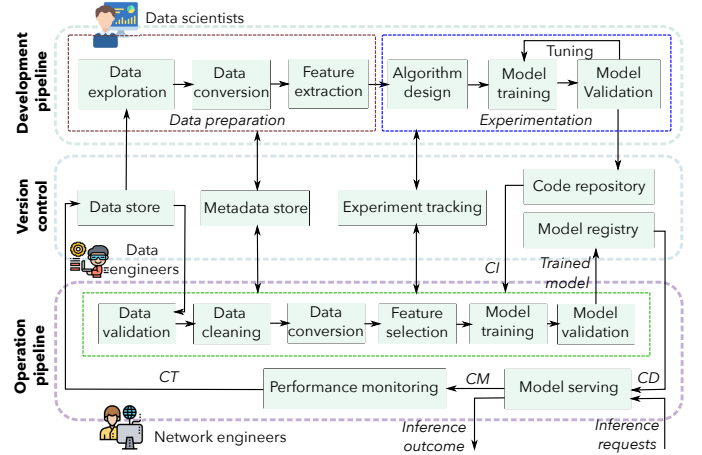 Data scientists
Development
pipeline
Tuning
Data
exploration
Data
conversion
Feature
extraction
Algorithm
design
Model
training
Model
Validation
Data preparation
Experimentation
Version
control
Data store
Metadata store
Experiment tracking
Code repository
Model registry
Data
engineers
CI
Trained
model
Operation
pipeline
Data
validation
Data
cleaning
Data
conversion
Feature
selection
Model
training
Model
validation
CT
Performance monitoring
CM
Model serving
CD
Network engineers
Inference
outcome
Inference
requests